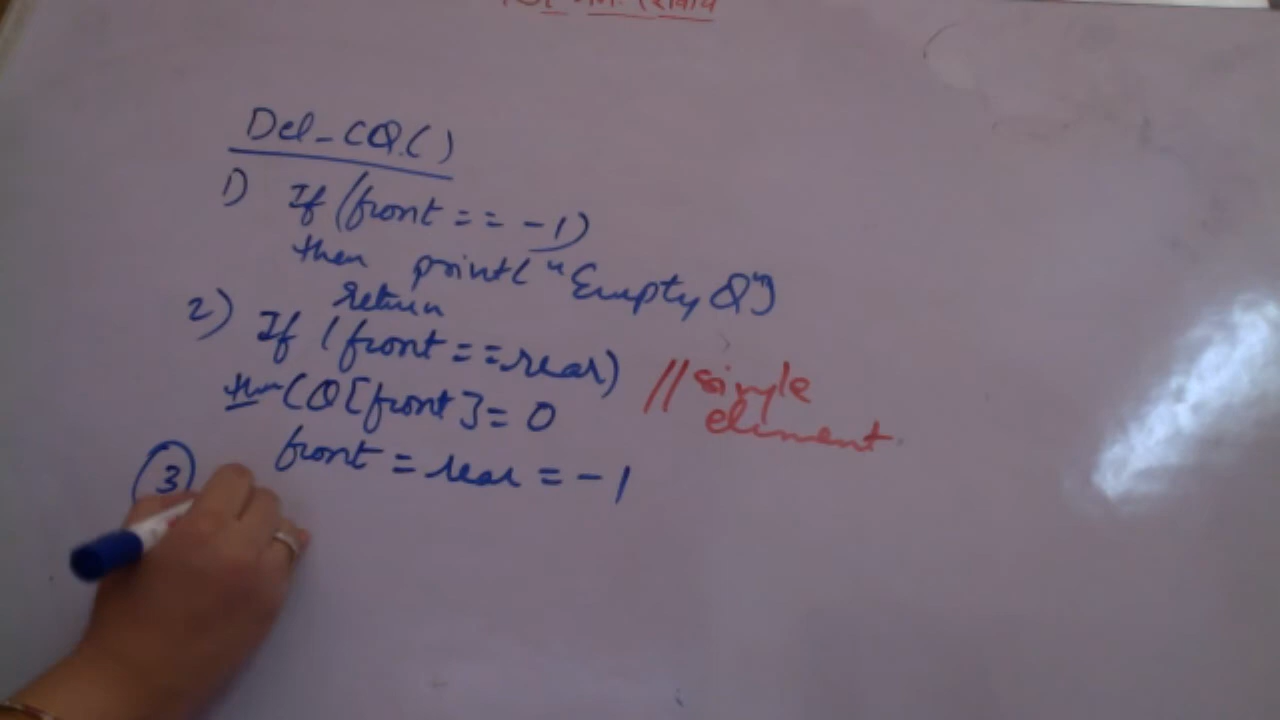 Del_CQ()
1) If (front == -1)
then print("Empty Q")
return
2) If (front == rear) //single
element
then CQ[front] = 0
front = rear = -1
3